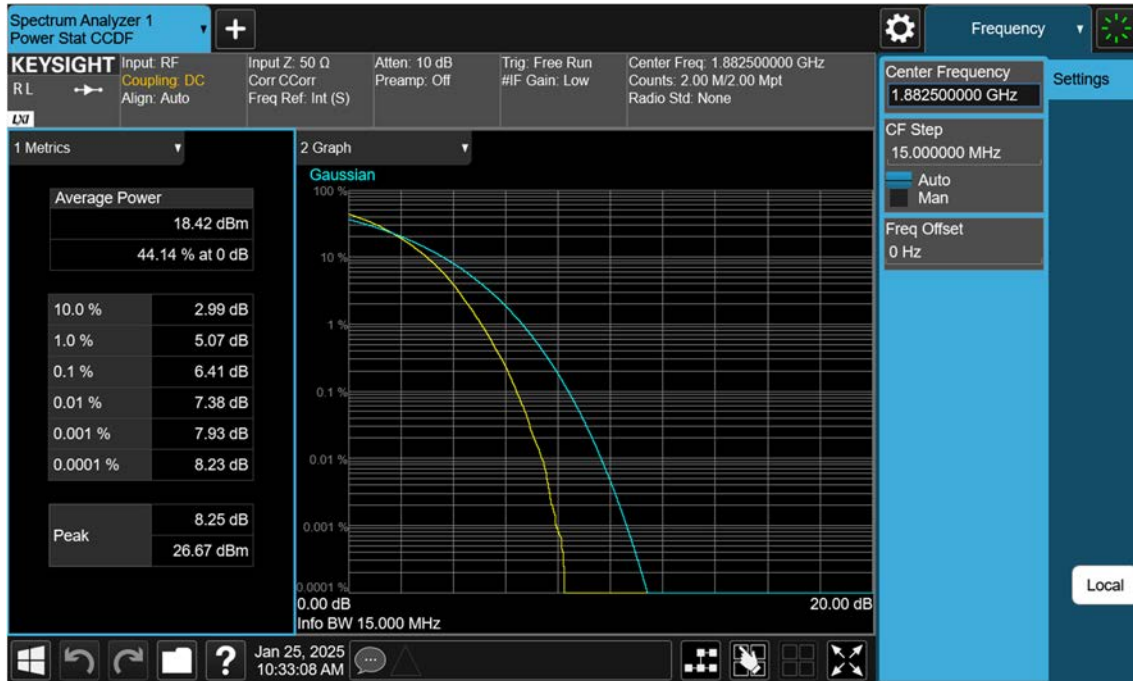 Spectrum Analyzer 1
Power Stat CCDF
+
Frequency
KEYSIGHT
R L
LXI
Input: RF
Coupling: DC
Align: Auto
Input Z: 50 Ω
Corr CCorr
Freq Ref: Int (S)
Atten: 10 dB
Preamp: Off
Trig: Free Run
#IF Gain: Low
Center Freq: 1.882500000 GHz
Counts: 2.00 M/2.00 Mpt
Radio Std: None
Center Frequency
1.882500000 GHz
Settings
CF Step
15.000000 MHz
Auto
Man
Freq Offset
0 Hz
1 Metrics
Average Power
18.42 dBm
44.14 % at 0 dB
10.0 % 2.99 dB
1.0 % 5.07 dB
0.1 % 6.41 dB
0.01 % 7.38 dB
0.001 % 7.93 dB
0.0001 % 8.23 dB
Peak
8.25 dB
26.67 dBm
2 Graph
Gaussian
100 %
10 %
1 %
0.1 %
0.01 %
0.001 %
0.0001 %
0.00 dB 20.00 dB
Info BW 15.000 MHz
Local
?
Jan 25, 2025
10:33:08 AM